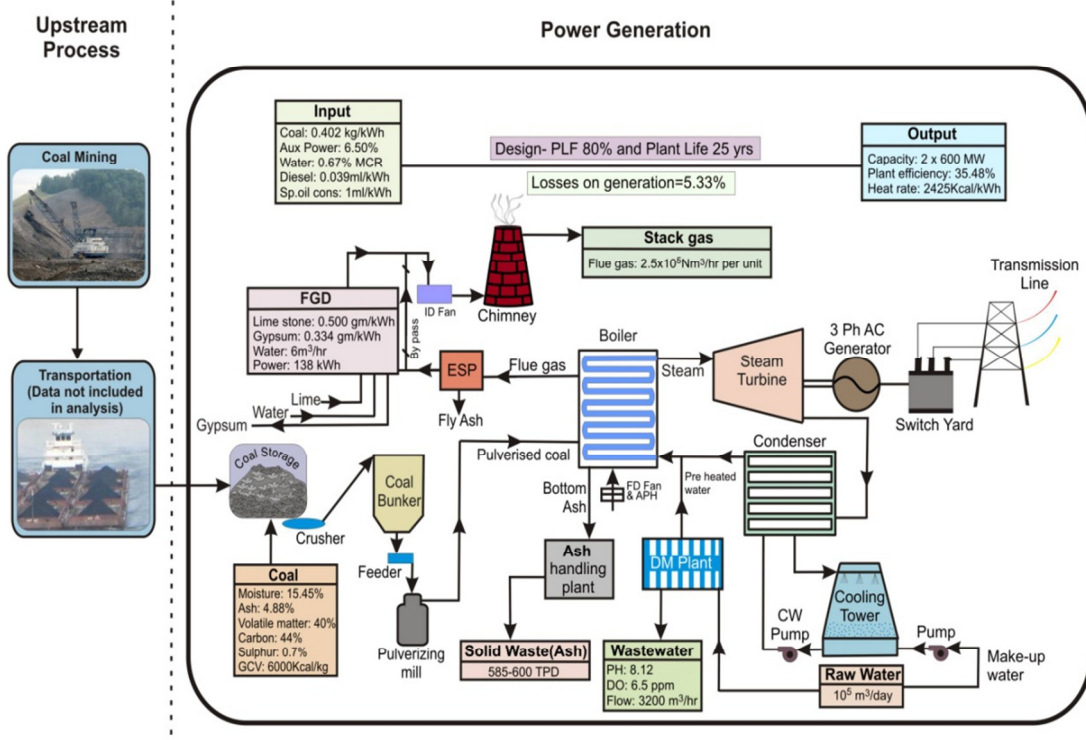 Upstream
Process
Power Generation
Coal Mining
Transportation
(Data not included
in analysis)
Input
Coal: 0.402 kg/kWh
Aux Power: 6.50%
Water: 0.67% MCR
Diesel: 0.039ml/kWh
Sp.oil cons: 1ml/kWh
Design- PLF 80% and Plant Life 25 yrs
Losses on generation=5.33%
Output
Capacity: 2 x 600 MW
Plant efficiency: 35.48%
Heat rate: 2425Kcal/kWh
Stack gas
Flue gas: 2.5x10⁶Nm³/hr per unit
Chimney
ID Fan
By pass
FGD
Lime stone: 0.500 gm/kWh
Gypsum: 0.334 gm/kWh
Water: 6m³/hr
Power: 138 kWh
Lime
Water
Gypsum
ESP
Fly Ash
Flue gas
Boiler
Steam
Steam
Turbine
3 Ph AC
Generator
Transmission
Line
Switch Yard
Condenser
Pulverised coal
Pre heated
water
FD Fan
& APH
Bottom
Ash
Coal Storage
Crusher
Coal
Bunker
Feeder
Pulverizing
mill
Coal
Moisture: 15.45%
Ash: 4.88%
Volatile matter: 40%
Carbon: 44%
Sulphur: 0.7%
GCV: 6000Kcal/kg
Ash
handling
plant
Solid Waste(Ash)
585-600 TPD
DM Plant
Wastewater
PH: 8.12
DO: 6.5 ppm
Flow: 3200 m³/hr
Cooling
Tower
CW
Pump
Pump
Make-up
water
Raw Water
10⁵ m³/day